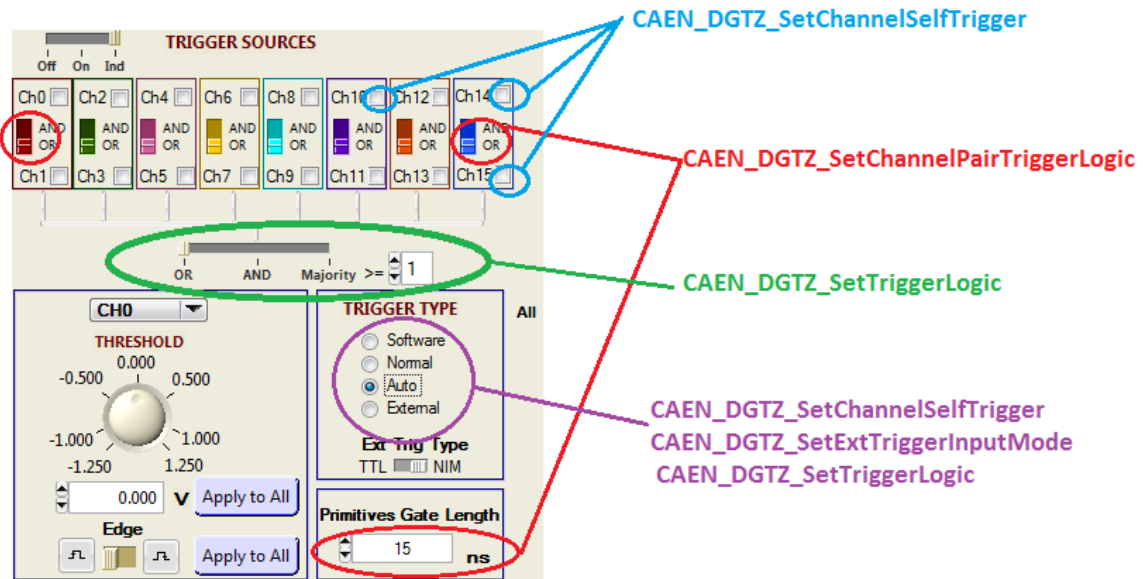 CAEN_DGTZ_SetChannelSelfTrigger
TRIGGER SOURCES
Off On Ind
Ch0 Ch2 Ch4 Ch6 Ch8 Ch10 Ch12 Ch14
AND AND AND AND AND AND AND AND
OR OR OR OR OR OR OR OR
CAEN_DGTZ_SetChannelPairTriggerLogic
Ch1 Ch3 Ch5 Ch7 Ch9 Ch11 Ch13 Ch15
OR AND Majority >= 1
CAEN_DGTZ_SetTriggerLogic
CH0
THRESHOLD
0.000
-0.500 0.500
-1.000 1.000
-1.250 1.250
0.000 V Apply to All
Edge
Apply to All
TRIGGER TYPE
All
Software
Normal
Auto
External
Ext Trig Type
TTL NIM
CAEN_DGTZ_SetChannelSelfTrigger
CAEN_DGTZ_SetExtTriggerInputMode
CAEN_DGTZ_SetTriggerLogic
Primitives Gate Length
15 ns